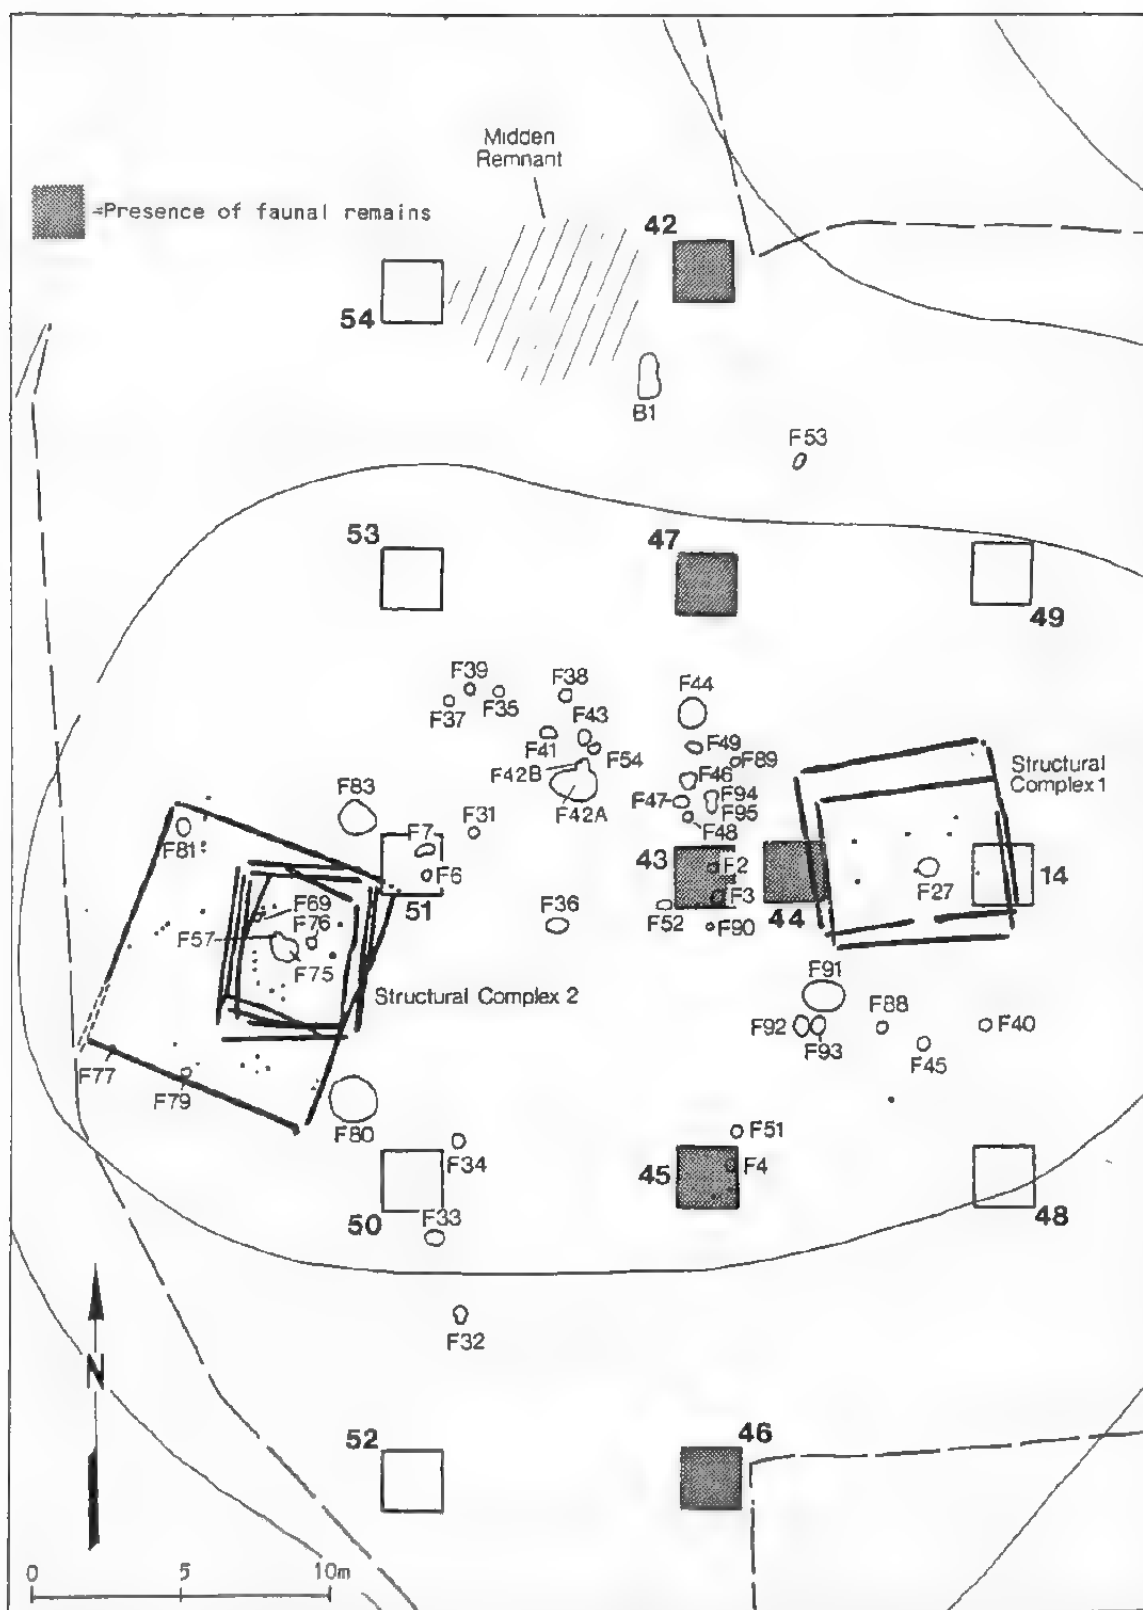 Midden
Remnant
=Presence of faunal remains
42
54
B1
F53
53
47
49
F39
F38
F44
F37
F35
F43
F41
F54
F49
F89
F42B
F46
Structural
Complex 1
F83
F7
F31
F42A
F47
F94
F95
F48
F81
F6
43
F2
F27
14
F69
51
F36
F3
44
F76
F52
F90
F57
F75
F91
Structural Complex 2
F92
F93
F88
F40
F45
F77
F79
F80
F51
F34
45
F4
50
F33
48
F32
N
52
46
0 5 10m